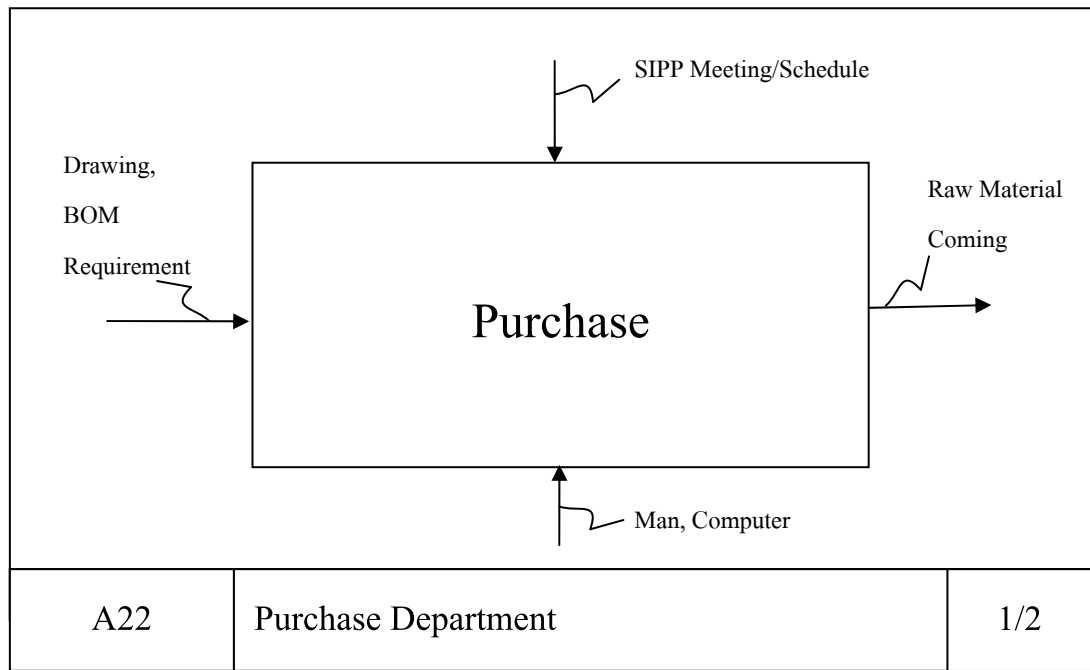 SIPP Meeting/Schedule
Drawing,
BOM
Requirement
Raw Material
Coming
Purchase
Man, Computer
A22
Purchase Department
1/2